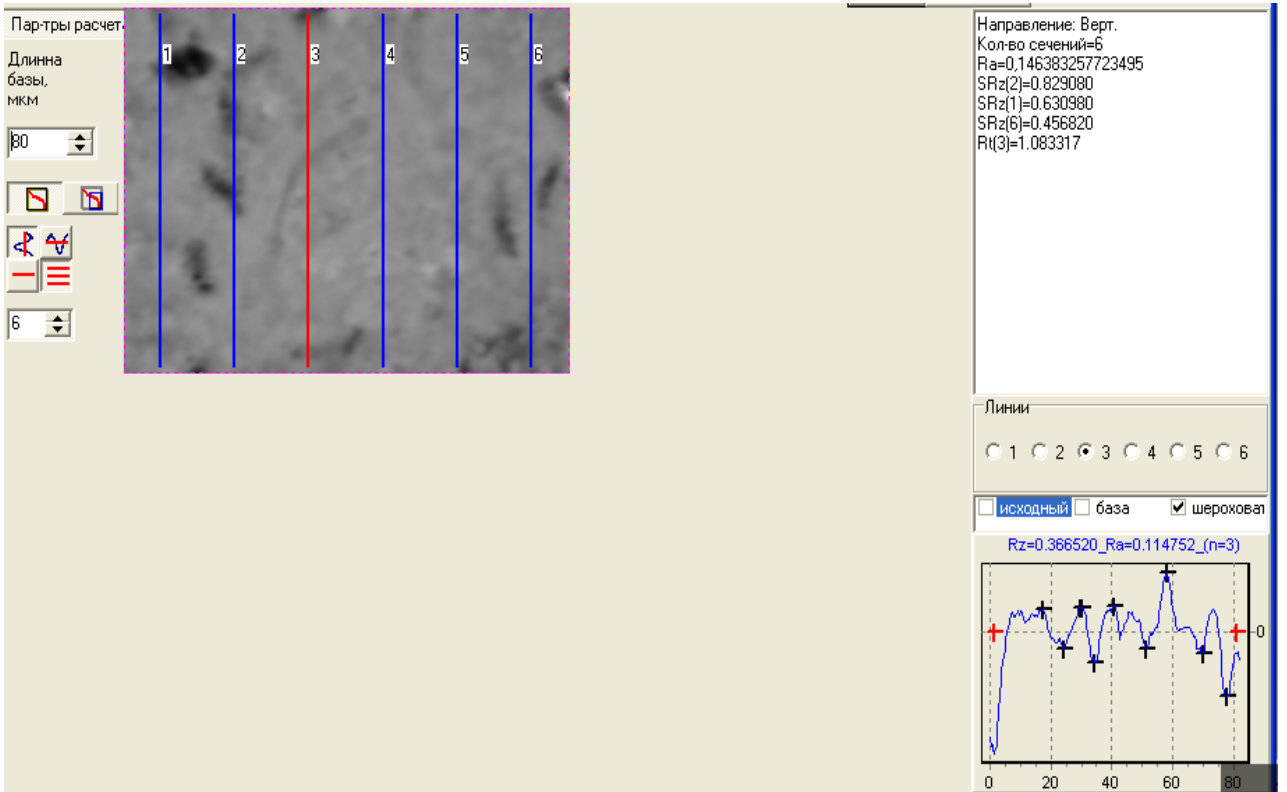 Пар-тры расчет
Длинна
базы,
мкм
80
6
1 2 3 4 5 6
Направление: Верт.
Кол-во сечений=6
Ra=0,146383257723495
SRz(2)=0.829080
SRz(1)=0.630980
SRz(6)=0.456820
Rt(3)=1.083317
Линии
1 2 3 4 5 6
исходный база шероховат
Rz=0.366520_Ra=0.114752_(n=3)
0
0 20 40 60 80